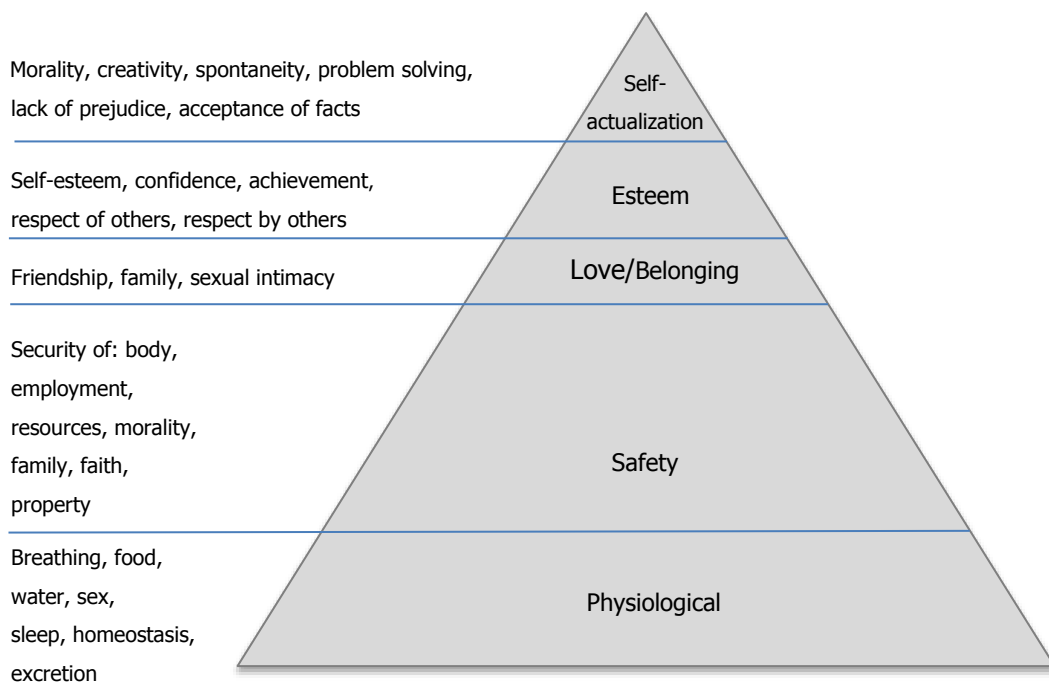 Morality, creativity, spontaneity, problem solving,
lack of prejudice, acceptance of facts
Self-
actualization
Self-esteem, confidence, achievement,
respect of others, respect by others
Esteem
Friendship, family, sexual intimacy
Love/Belonging
Security of: body,
employment,
resources, morality,
family, faith,
property
Safety
Breathing, food,
water, sex,
sleep, homeostasis,
excretion
Physiological